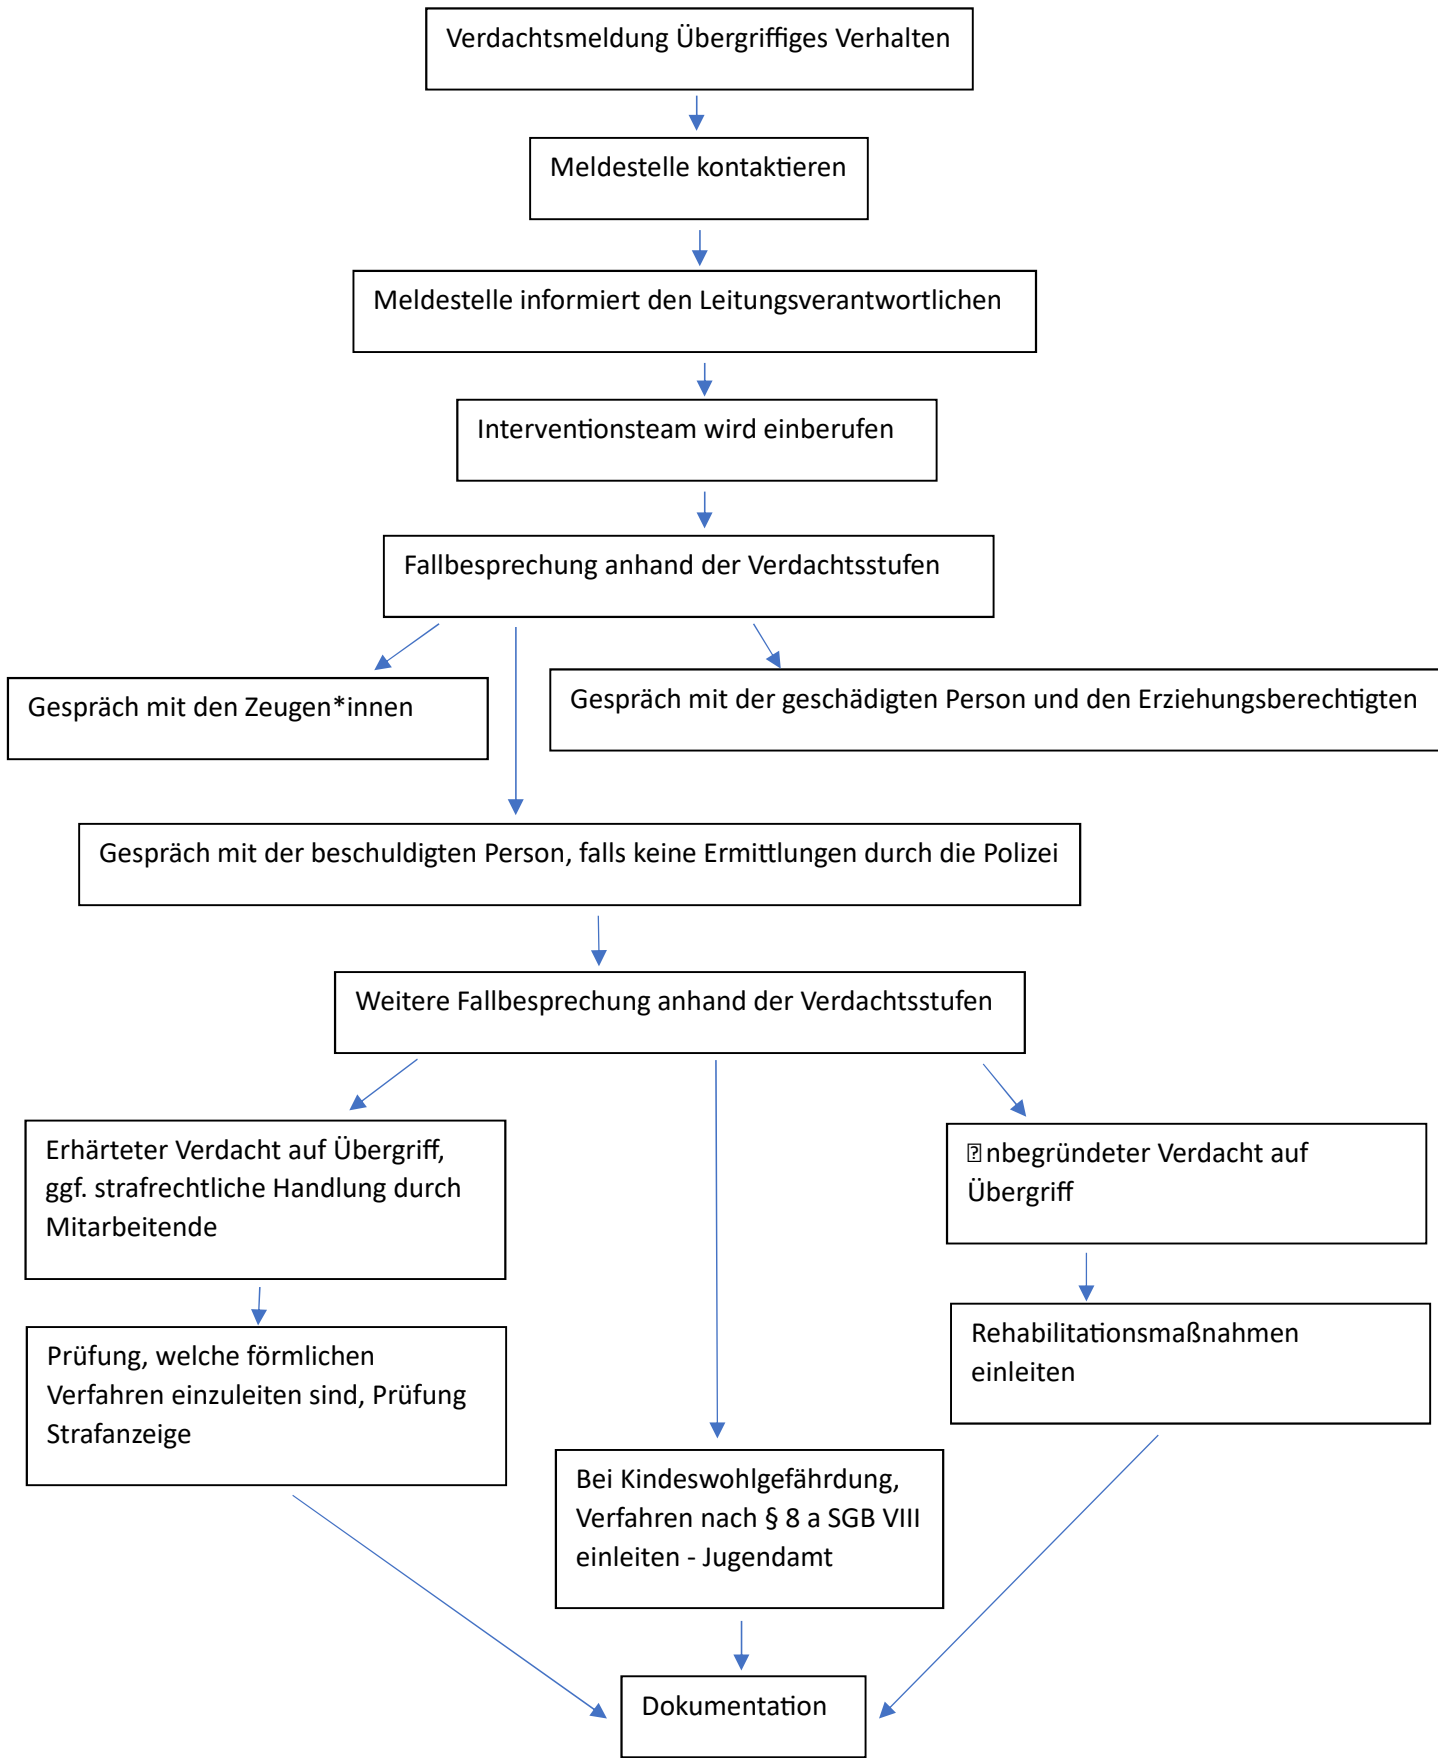 Verdachtsmeldung Übergriffiges Verhalten
Meldestelle kontaktieren
Meldestelle informiert den Leitungsverantwortlichen
Interventionsteam wird einberufen
Fallbesprechung anhand der Verdachtsstufen
Gespräch mit den Zeugen*innen
Gespräch mit der geschädigten Person und den Erziehungsberechtigten
Gespräch mit der beschuldigten Person, falls keine Ermittlungen durch die Polizei
Weitere Fallbesprechung anhand der Verdachtsstufen
Erhärteter Verdacht auf Übergriff,
ggf. strafrechtliche Handlung durch
Mitarbeitende
⍰nbegründeter Verdacht auf
Übergriff
Prüfung, welche förmlichen
Verfahren einzuleiten sind, Prüfung
Strafanzeige
Rehabilitationsmaßnahmen
einleiten
Bei Kindeswohlgefährdung,
Verfahren nach § 8 a SGB VIII
einleiten - Jugendamt
Dokumentation